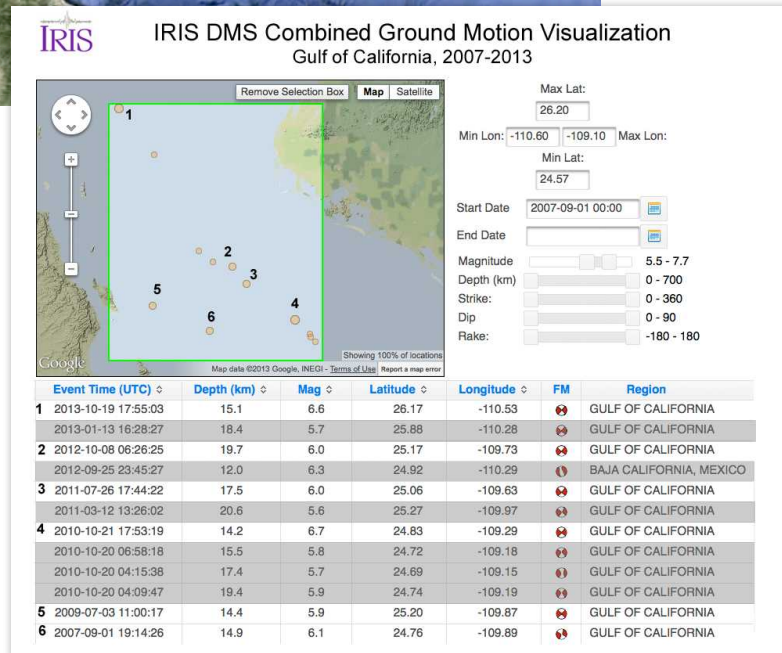 IRIS
IRIS DMS Combined Ground Motion Visualization
Gulf of California, 2007-2013
Remove Selection Box Map Satellite
1
2
3
4
5
6
Google
Showing 100% of locations
Map data ©2013 Google, INEGI - Terms of Use Report a map error
Max Lat:
26.20
Min Lon: -110.60 -109.10 Max Lon:
Min Lat:
24.57
Start Date 2007-09-01 00:00
End Date
Magnitude 5.5 - 7.7
Depth (km) 0 - 700
Strike: 0 - 360
Dip 0 - 90
Rake: -180 - 180
Event Time (UTC) Depth (km) Mag Latitude Longitude FM Region
1 2013-10-19 17:55:03 15.1 6.6 26.17 -110.53 GULF OF CALIFORNIA
2013-01-13 16:28:27 18.4 5.7 25.88 -110.28 GULF OF CALIFORNIA
2 2012-10-08 06:26:25 19.7 6.0 25.17 -109.73 GULF OF CALIFORNIA
2012-09-25 23:45:27 12.0 6.3 24.92 -110.29 BAJA CALIFORNIA, MEXICO
3 2011-07-26 17:44:22 17.5 6.0 25.06 -109.63 GULF OF CALIFORNIA
2011-03-12 13:26:02 20.6 5.6 25.27 -109.97 GULF OF CALIFORNIA
4 2010-10-21 17:53:19 14.2 6.7 24.83 -109.29 GULF OF CALIFORNIA
2010-10-20 06:58:18 15.5 5.8 24.72 -109.18 GULF OF CALIFORNIA
2010-10-20 04:15:38 17.4 5.7 24.69 -109.15 GULF OF CALIFORNIA
2010-10-20 04:09:47 19.4 5.9 24.74 -109.19 GULF OF CALIFORNIA
5 2009-07-03 11:00:17 14.4 5.9 25.20 -109.87 GULF OF CALIFORNIA
6 2007-09-01 19:14:26 14.9 6.1 24.76 -109.89 GULF OF CALIFORNIA